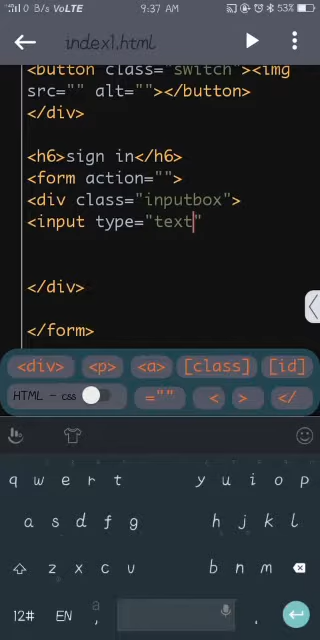 0 B/s VoLTE 9:37 AM 53%
index1.html
<button class="switch"><img
src="" alt=""></button>
</div>
<h6>sign in</h6>
<form action="">
<div class="inputbox">
<input type="text"
</div>
</form>
<div> <p> <a> [class] [id]
HTML - css ="" < > </
q w e r t y u i o p
a s d f g h j k l
z x c v b n m
12# EN a , .